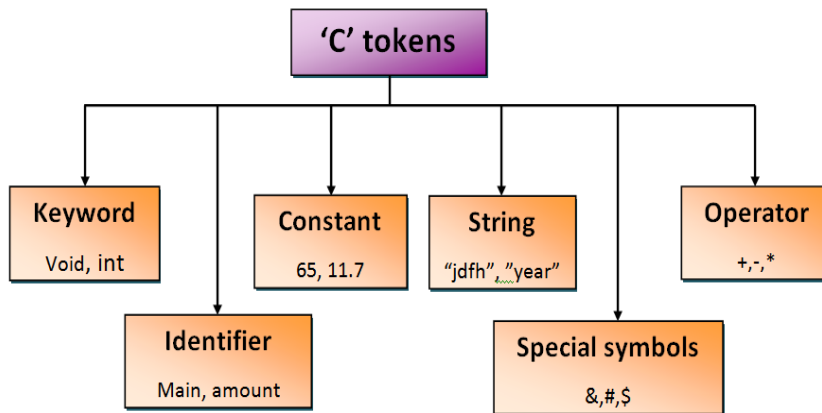 ‘C’ tokens
Keyword
Void, int
Identifier
Main, amount
Constant
65, 11.7
String
“jdfh”, ”year”
Special symbols
&,#,$
Operator
+,-,*